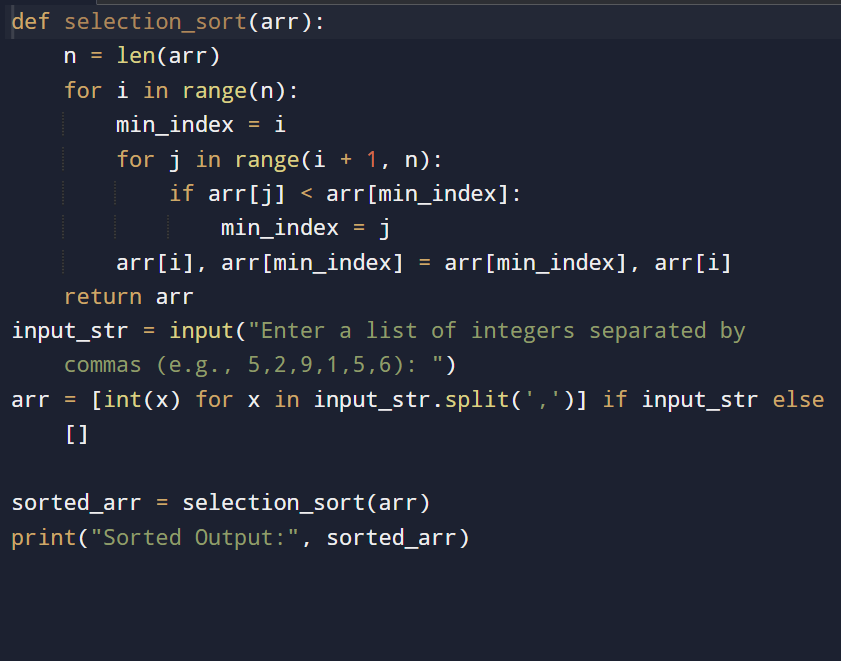 def selection_sort(arr):
    n = len(arr)
    for i in range(n):
        min_index = i
        for j in range(i + 1, n):
            if arr[j] < arr[min_index]:
                min_index = j
        arr[i], arr[min_index] = arr[min_index], arr[i]
    return arr
input_str = input("Enter a list of integers separated by
    commas (e.g., 5,2,9,1,5,6): ")
arr = [int(x) for x in input_str.split(',')] if input_str else
    []

sorted_arr = selection_sort(arr)
print("Sorted Output:", sorted_arr)